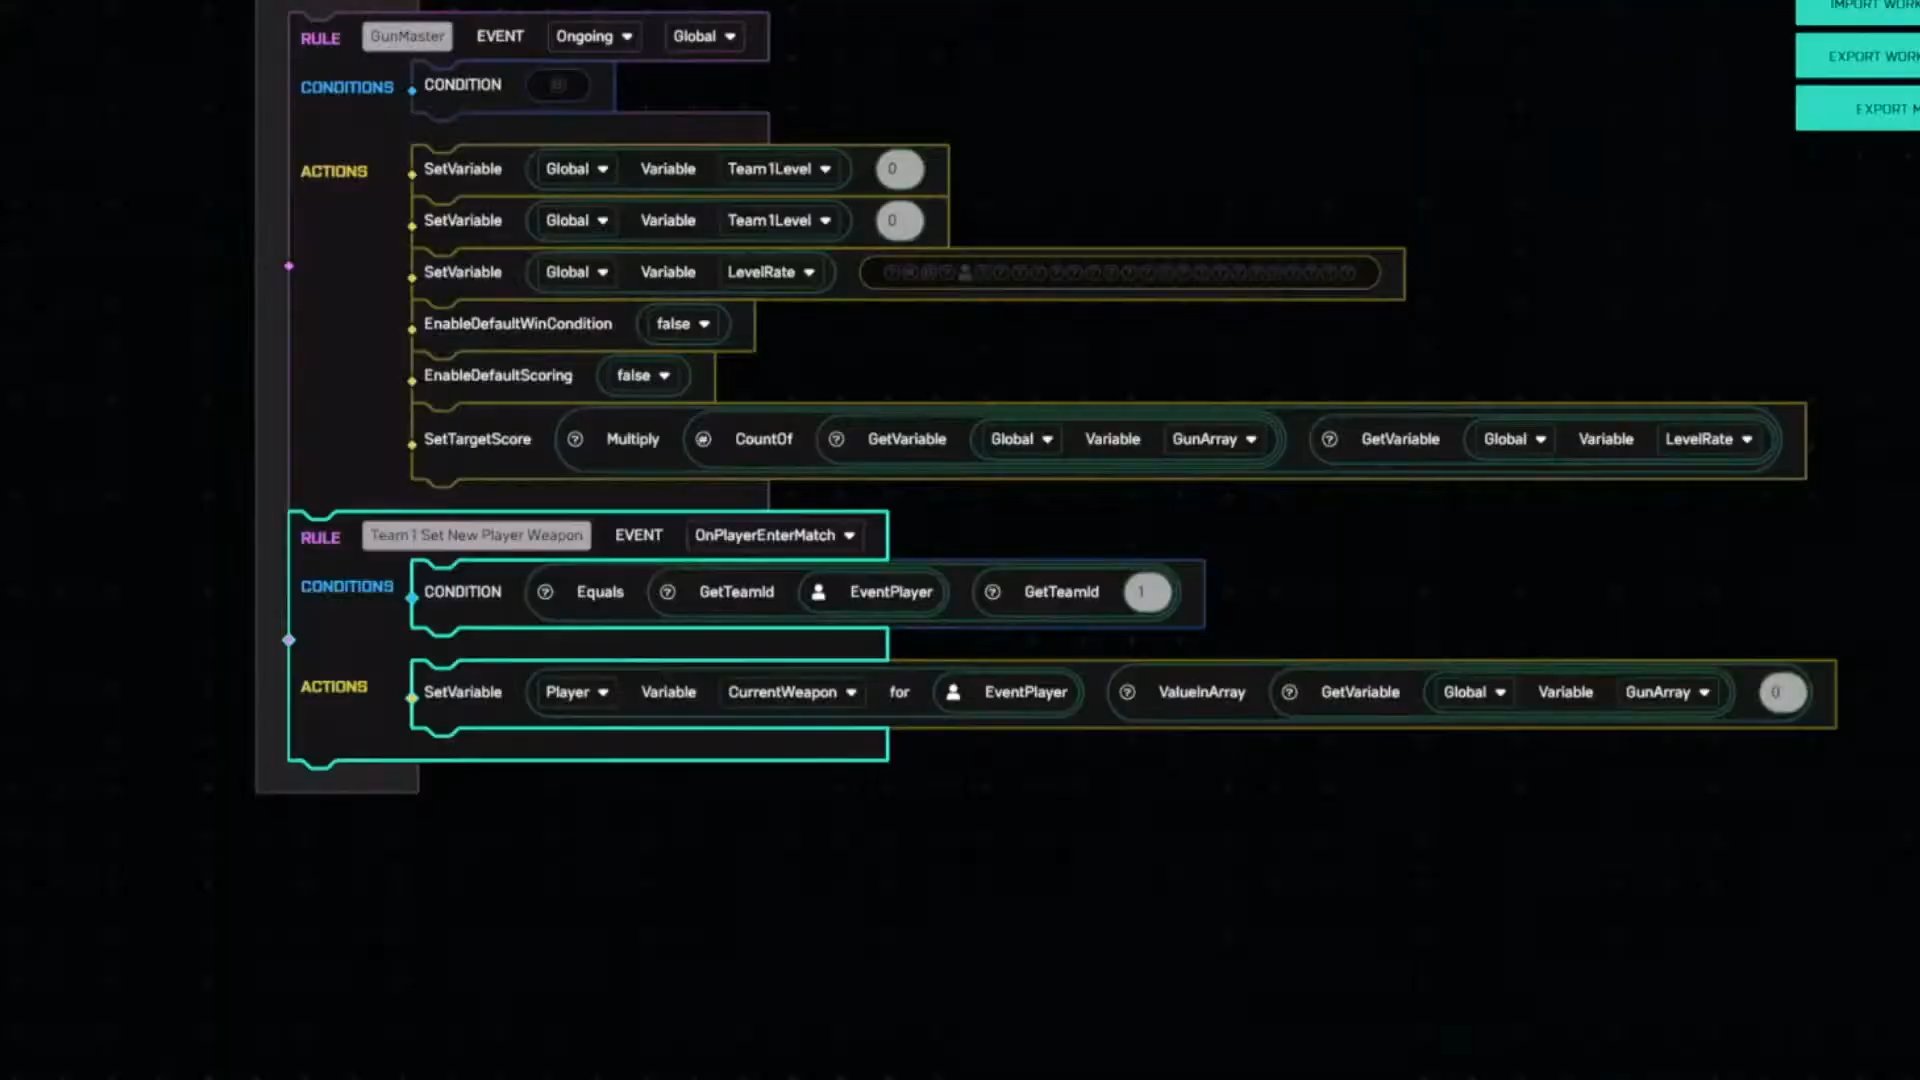 IMPORT WORK
RULE GunMaster EVENT Ongoing Global
EXPORT WORK
CONDITIONS CONDITION
EXPORT M
ACTIONS SetVariable Global Variable Team1Level 0
SetVariable Global Variable Team1Level 0
SetVariable Global Variable LevelRate
EnableDefaultWinCondition false
EnableDefaultScoring false
SetTargetScore Multiply CountOf GetVariable Global Variable GunArray GetVariable Global Variable LevelRate
RULE Team 1 Set New Player Weapon EVENT OnPlayerEnterMatch
CONDITIONS CONDITION Equals GetTeamId EventPlayer GetTeamId 1
ACTIONS SetVariable Player Variable CurrentWeapon for EventPlayer ValueInArray GetVariable Global Variable GunArray 0